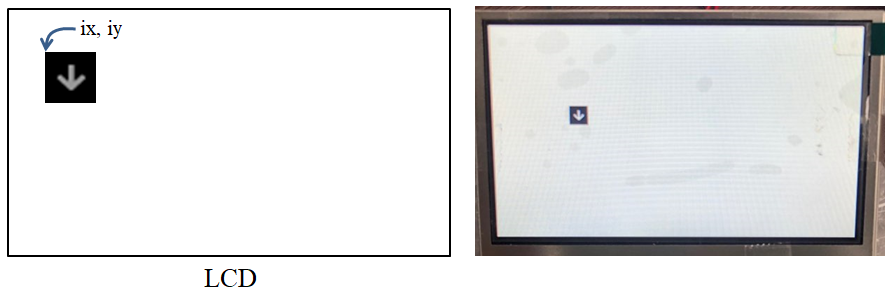 ix, iy
LCD